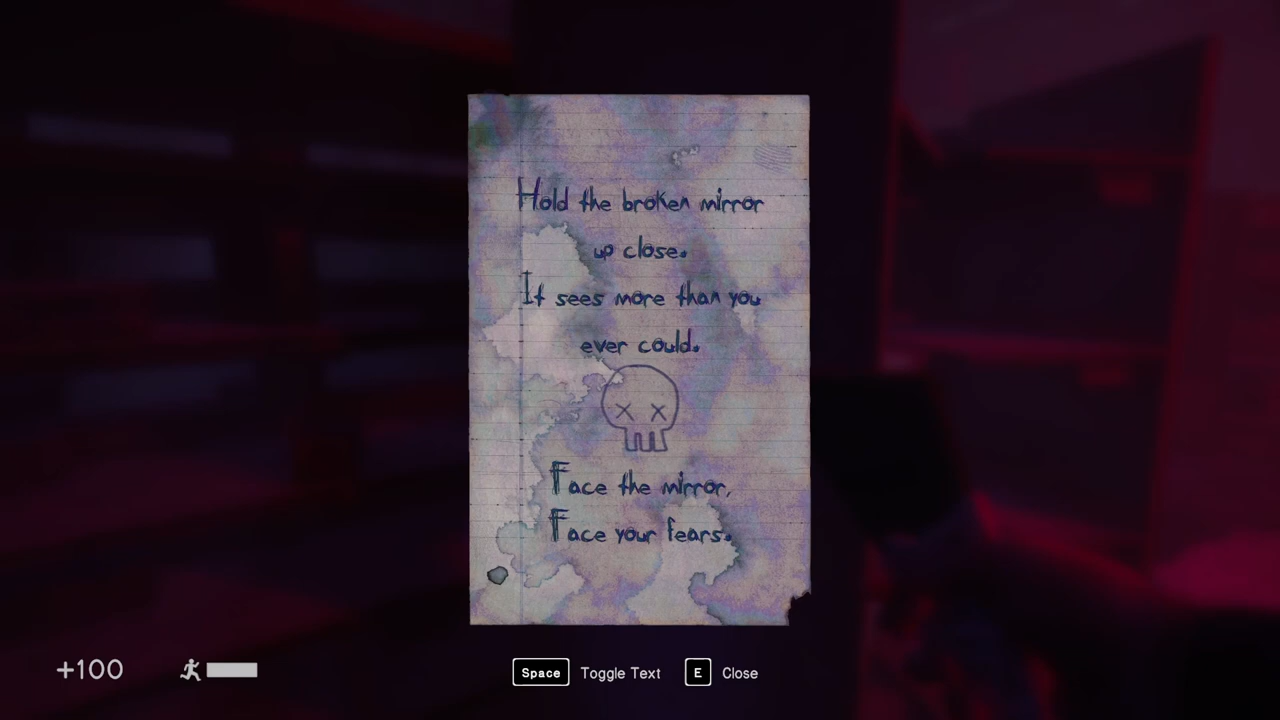 Hold the broken mirror
up close.
It sees more than you
ever could.
Face the mirror,
Face your fears.
+100
Space Toggle Text E Close